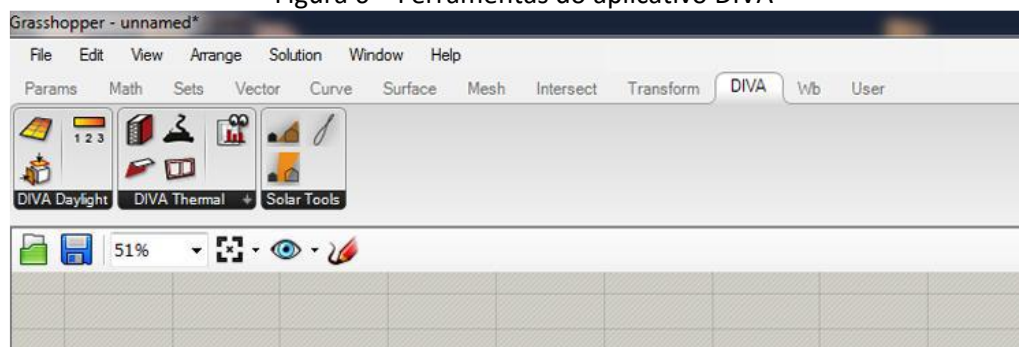 Figura 6 – Ferramentas do aplicativo DIVA
Grasshopper - unnamed*
File Edit View Arrange Solution Window Help
Params Math Sets Vector Curve Surface Mesh Intersect Transform DIVA Wb User
1 2 3
DIVA Daylight DIVA Thermal Solar Tools
51%